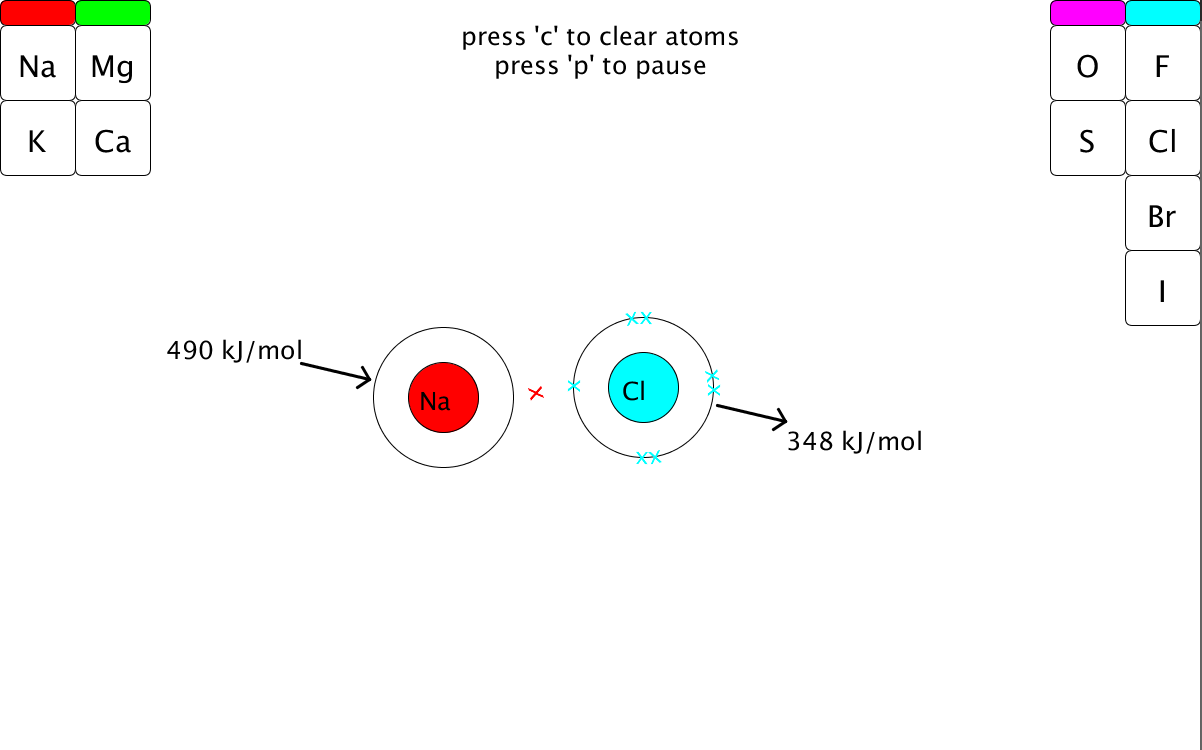 press 'c' to clear atoms
press 'p' to pause
Na Mg
K Ca
O F
S Cl
Br
I
490 kJ/mol
Na
Cl
348 kJ/mol